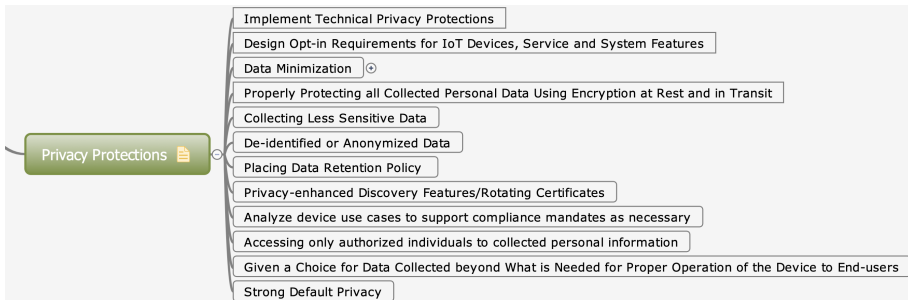 Implement Technical Privacy Protections
Design Opt-in Requirements for IoT Devices, Service and System Features
Data Minimization
Properly Protecting all Collected Personal Data Using Encryption at Rest and in Transit
Collecting Less Sensitive Data
De-identified or Anonymized Data
Privacy Protections
Placing Data Retention Policy
Privacy-enhanced Discovery Features/Rotating Certificates
Analyze device use cases to support compliance mandates as necessary
Accessing only authorized individuals to collected personal information
Given a Choice for Data Collected beyond What is Needed for Proper Operation of the Device to End-users
Strong Default Privacy